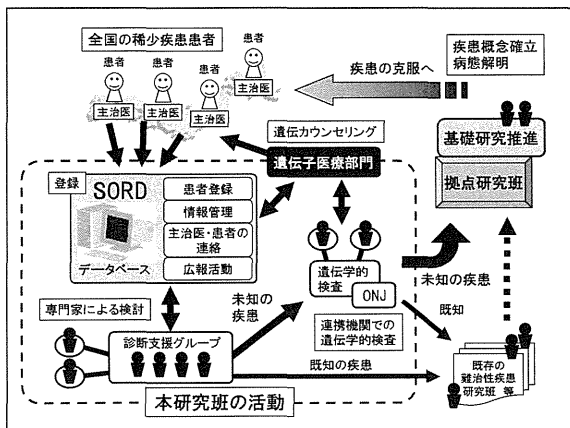 全国の稀少疾患患者
患者
患者
患者
患者
主治医
主治医
主治医
主治医
疾患の克服へ
疾患概念確立
病態解明
遺伝カウンセリング
遺伝子医療部門
基礎研究推進
拠点研究班
登録
SORD
データベース
患者登録
情報管理
主治医・患者の
連絡
広報活動
遺伝学的
検査
ONJ
未知の疾患
専門家による検討
未知の
疾患
連携機関での
遺伝学的検査
既知
診断支援グループ
既知の疾患
既存の
難治性疾患
研究班 等
本研究班の活動